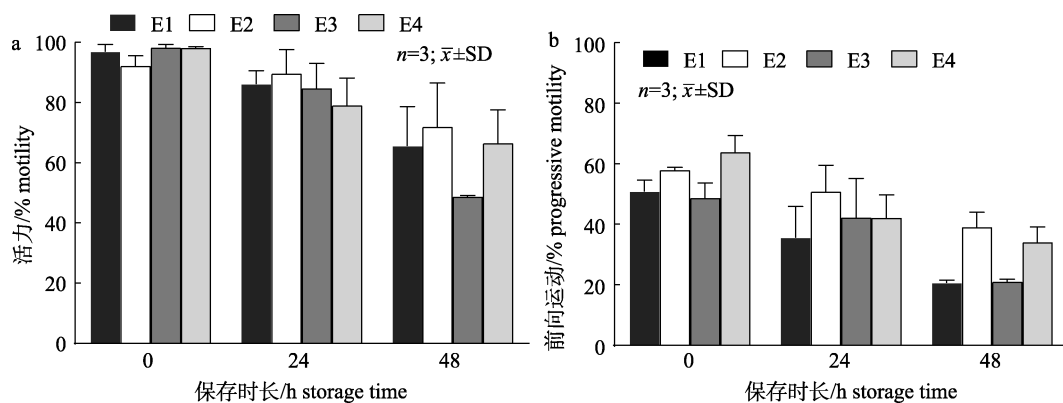 a
E1 E2 E3 E4
n=3; x̄±SD
活力/% motility
100
80
60
40
20
0
0 24 48
保存时长/h storage time
b
E1 E2 E3 E4
n=3; x̄±SD
前向运动/% progressive motility
100
80
60
40
20
0
0 24 48
保存时长/h storage time